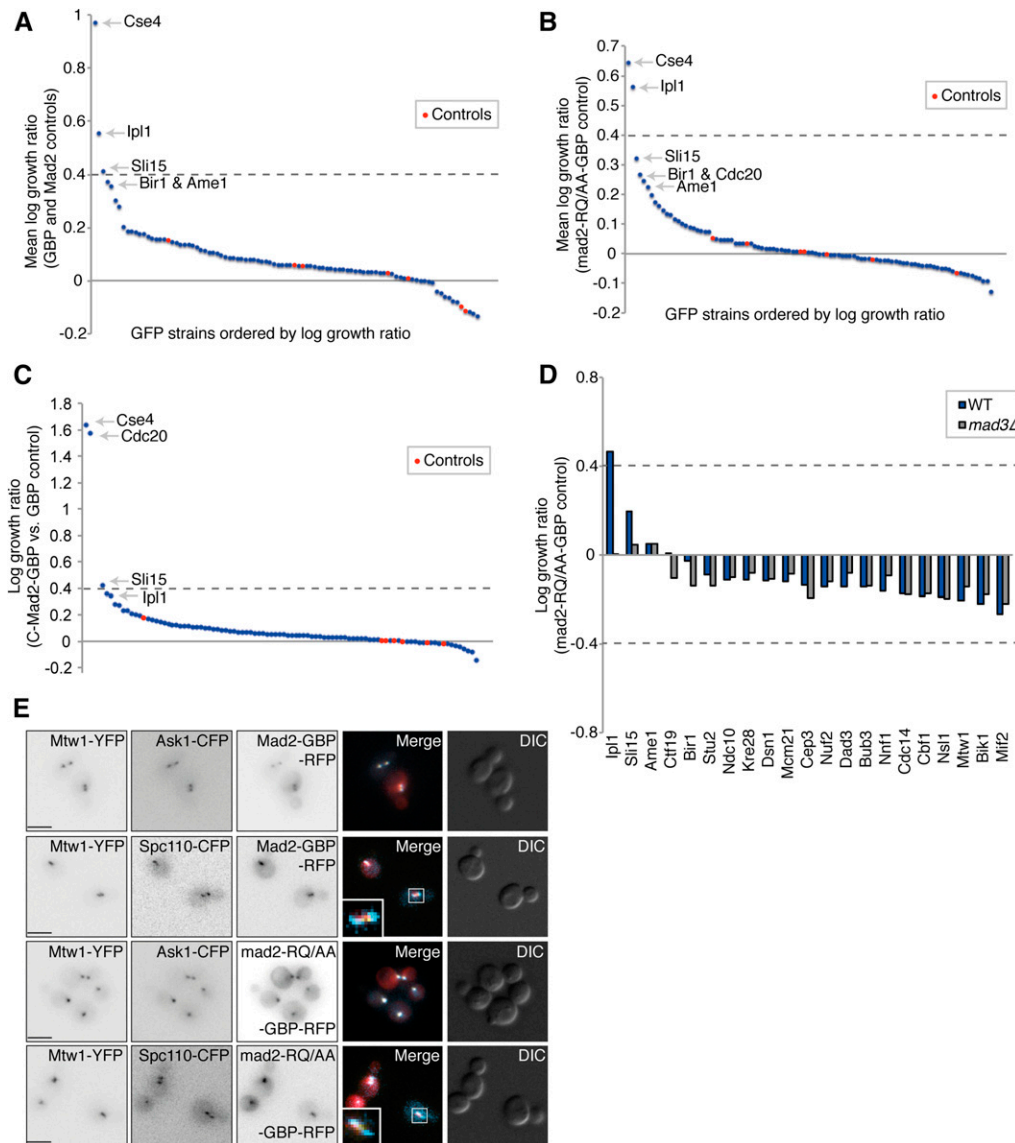 A
Mean log growth ratio
(GBP and Mad2 controls)
1
0.8
0.6
0.4
0.2
0
-0.2
Cse4
Ipl1
Sli15
Bir1 & Ame1
Controls
GFP strains ordered by log growth ratio
B
Mean log growth ratio
(mad2-RQ/AA-GBP control)
0.7
0.6
0.5
0.4
0.3
0.2
0.1
0
-0.1
0.2
Cse4
Ipl1
Sli15
Bir1 & Cdc20
Ame1
Controls
GFP strains ordered by log growth ratio
C
Log growth ratio
(C-Mad2-GBP vs. GBP control)
1.8
1.6
1.4
1.2
1
0.8
0.6
0.4
0.2
0
-0.2
Cse4
Cdc20
Sli15
Ipl1
Controls
D
Log growth ratio
(mad2-RQ/AA-GBP control)
0.8
0.4
0
-0.4
-0.8
WT
mad3Δ
Ipl1
Sli15
Ame1
Ctf19
Bir1
Stu2
Ndc10
Kre28
Dsn1
Mcm21
Cep3
Nuf2
Dad3
Bub3
Nnf1
Cdc14
Cbf1
Nsl1
Mtw1
Bik1
Mif2
E
Mtw1-YFP
Ask1-CFP
Mad2-GBP
-RFP
Merge
DIC
Mtw1-YFP
Spc110-CFP
Mad2-GBP
-RFP
Merge
DIC
Mtw1-YFP
Ask1-CFP
mad2-RQ/AA
-GBP-RFP
Merge
DIC
Mtw1-YFP
Spc110-CFP
mad2-RQ/AA
-GBP-RFP
Merge
DIC